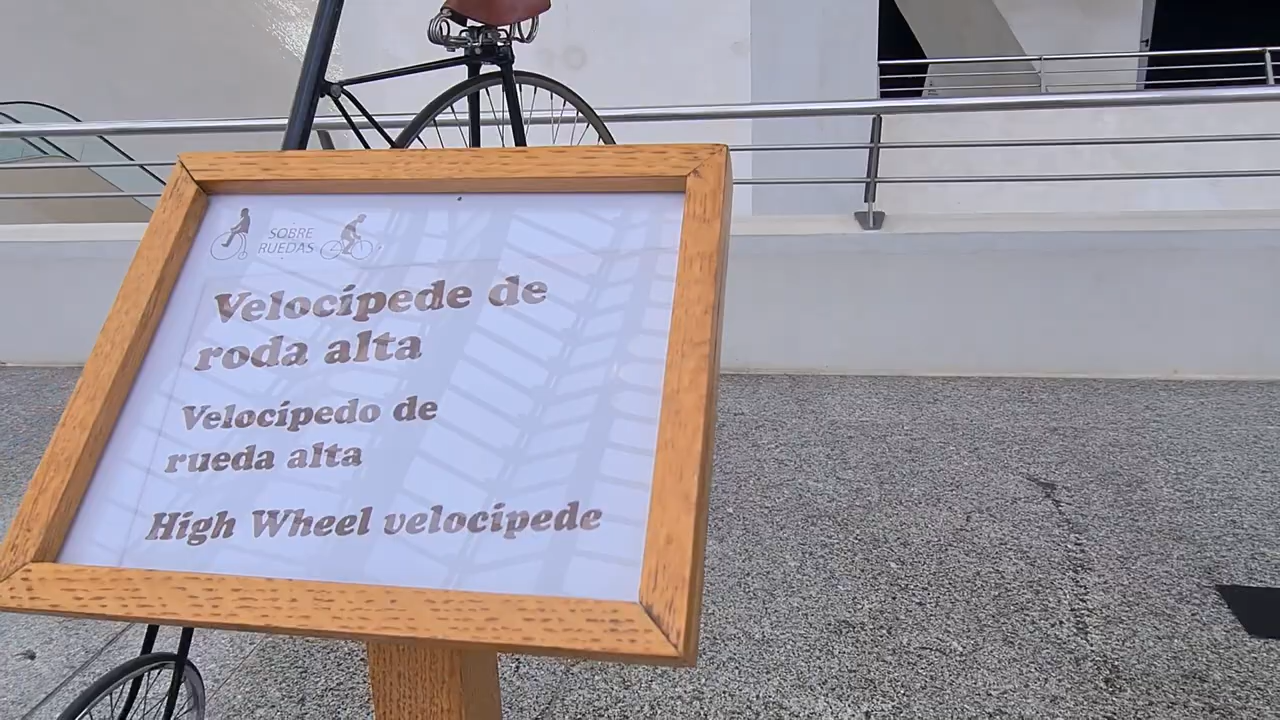 SOBRE
RUEDAS
Velocípede de
roda alta
Velocípedo de
rueda alta
High Wheel velocipede